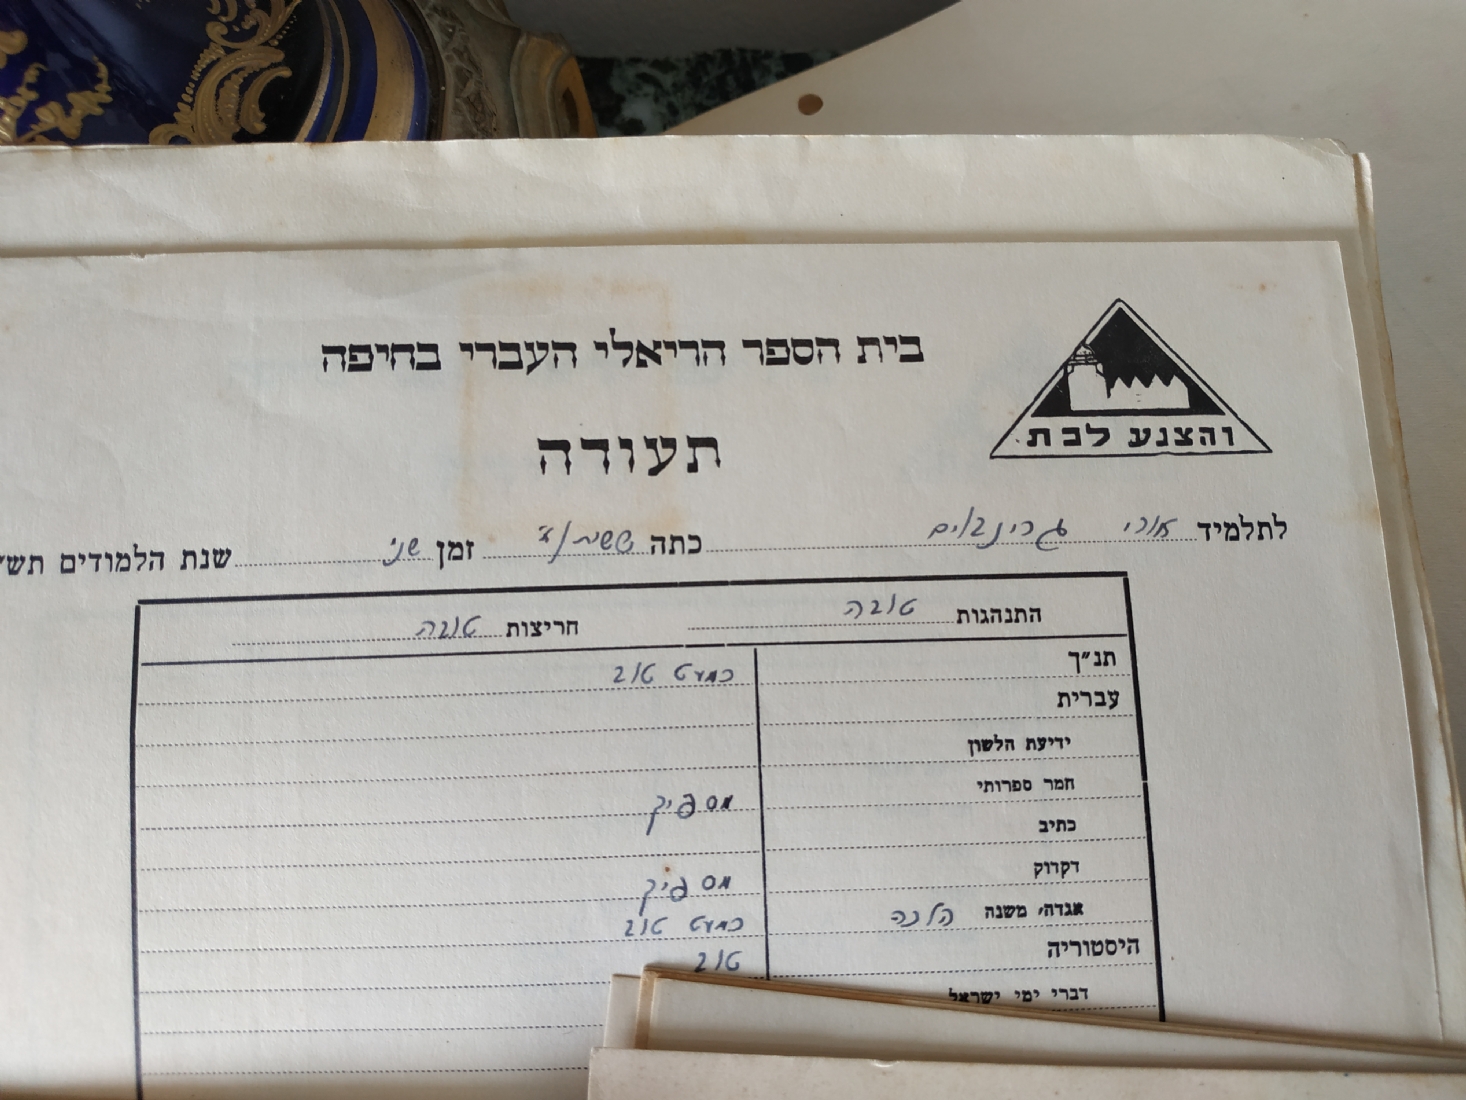 בית הספר הריאלי העברי בחיפה
והצנע לכת
תעודה
לתלמיד אורי גרינבוים כתה ששית/ זמן שני שנת הלמודים תש"
התנהגות טובה חריצות טובה
תנ״ך כמעט טוב
עברית
ידיעת הלשון
חמר ספרותי מספיק
כתיב
דקדוק מספיק
אגדה, משנה הלכה כמעט טוב
היסטוריה טוב
דברי ימי ישראל